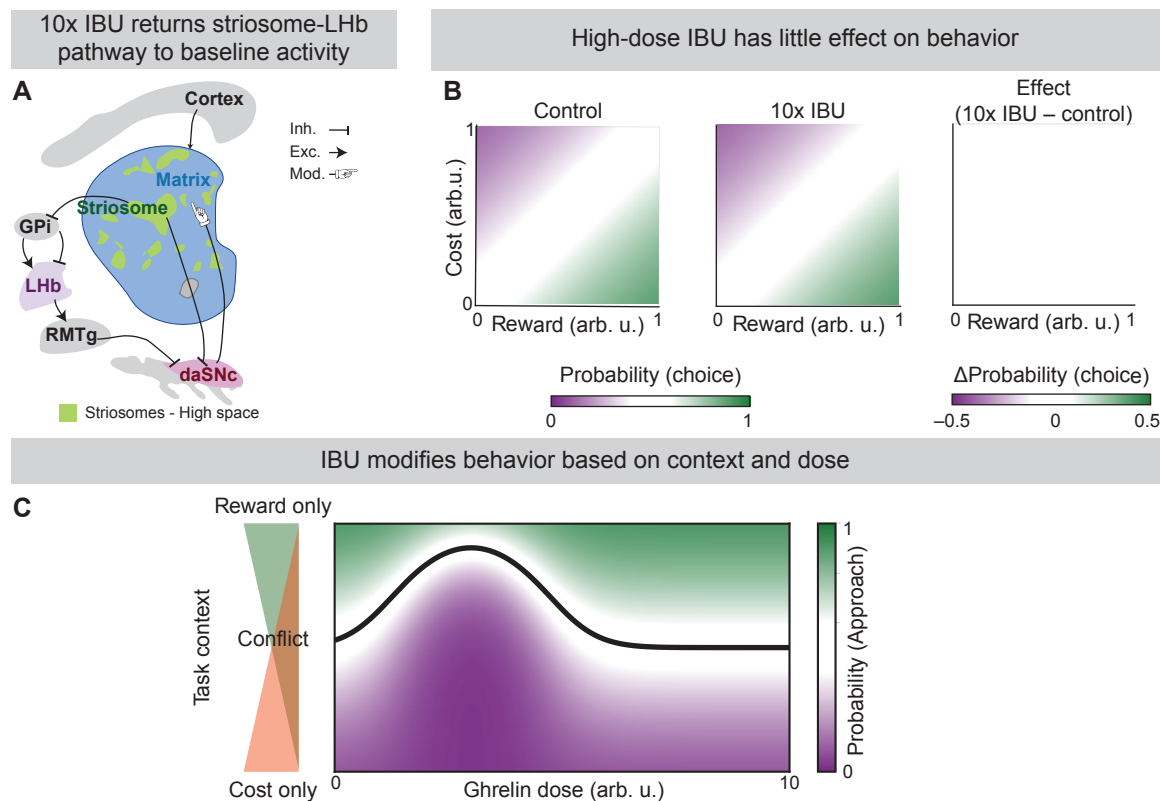 10x IBU returns striosome-LHb
pathway to baseline activity
High-dose IBU has little effect on behavior
A
Cortex
Inh.
Exc.
Mod.
Matrix
Striosome
GPi
LHb
RMTg
daSNc
Striosomes - High space
B
Control
10x IBU
Effect
(10x IBU – control)
1
Cost (arb.u.)
0
0 Reward (arb. u.) 1
0 Reward (arb. u.) 1
0 Reward (arb. u.) 1
Probability (choice)
0 1
ΔProbability (choice)
–0.5 0 0.5
IBU modifies behavior based on context and dose
C
Reward only
Task context
Conflict
Cost only
0 Ghrelin dose (arb. u.) 10
1
Probability (Approach)
0